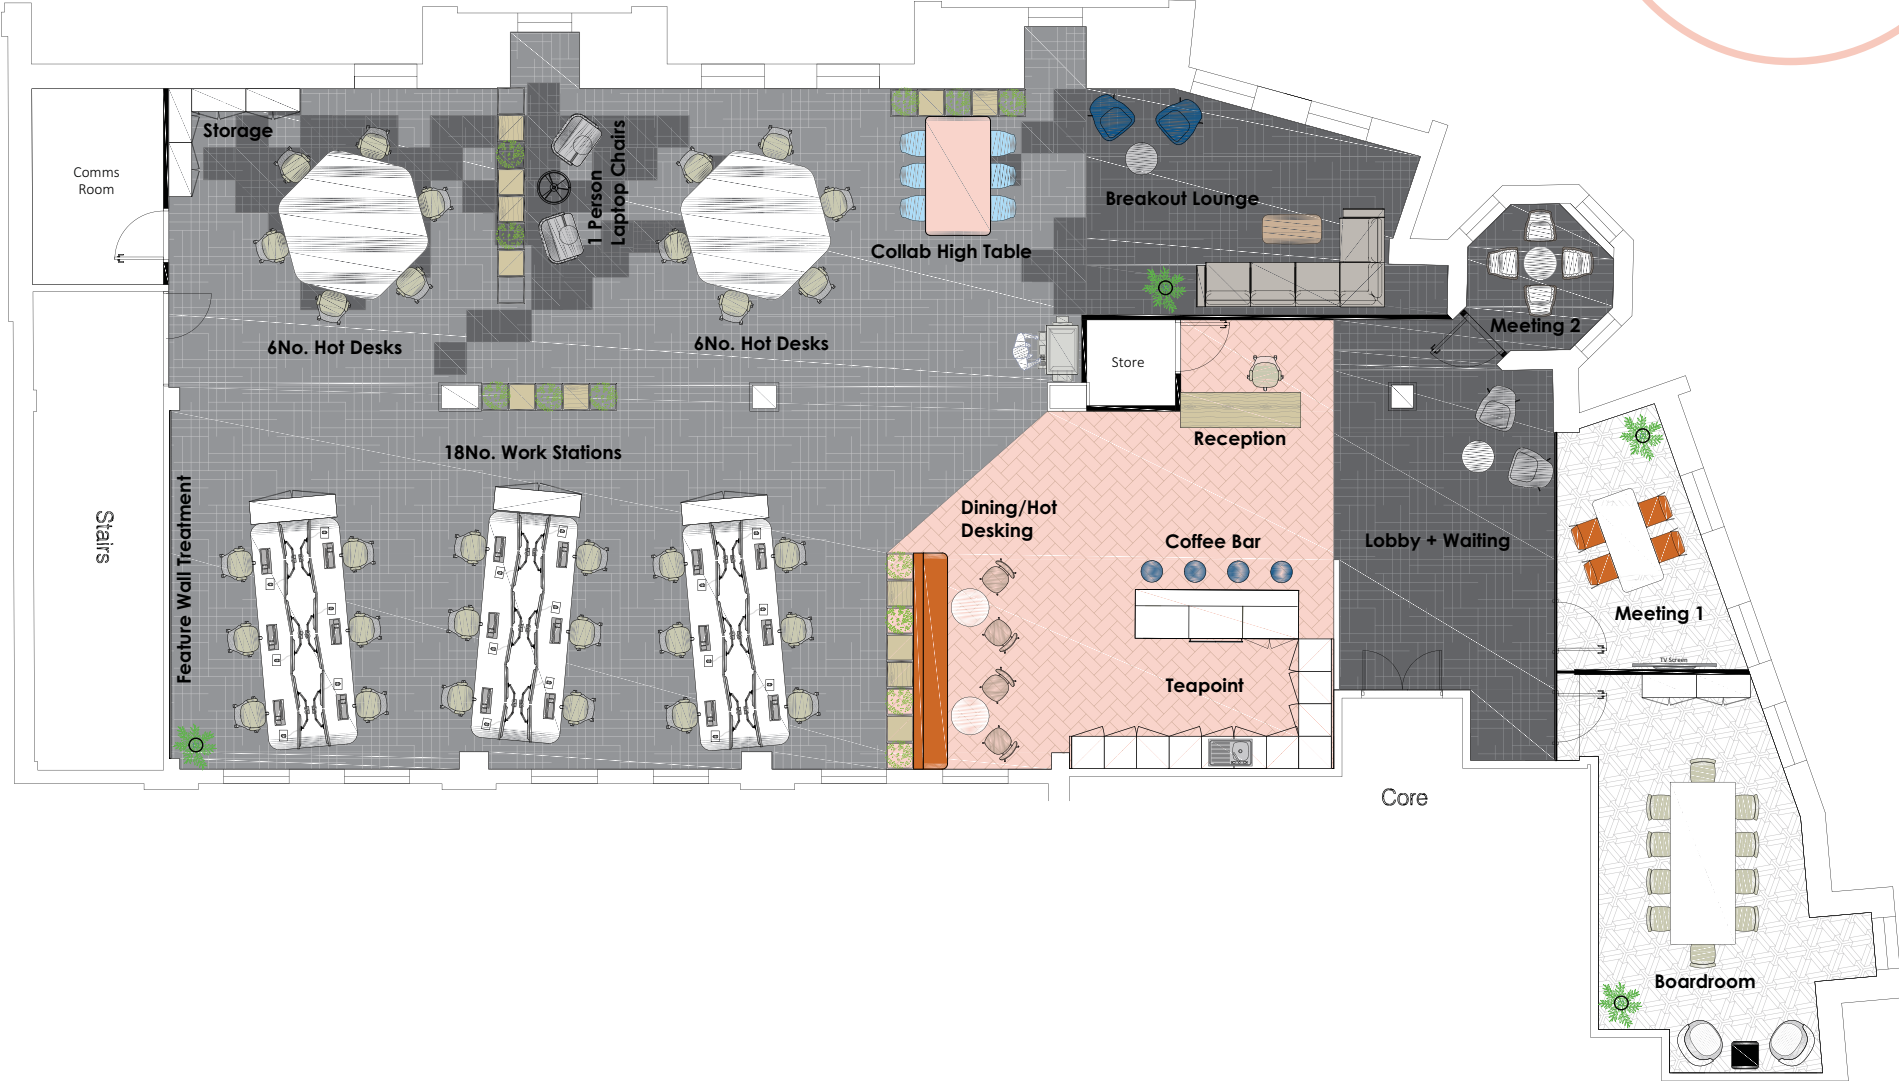 Storage
Comms
Room
1 Person
Laptop Chairs
Breakout Lounge
Collab High Table
Meeting 2
6No. Hot Desks
6No. Hot Desks
Store
Reception
18No. Work Stations
Feature Wall Treatment
Stairs
Dining/Hot
Desking
Coffee Bar
Lobby + Waiting
Meeting 1
TV Screen
Teapoint
Core
Boardroom